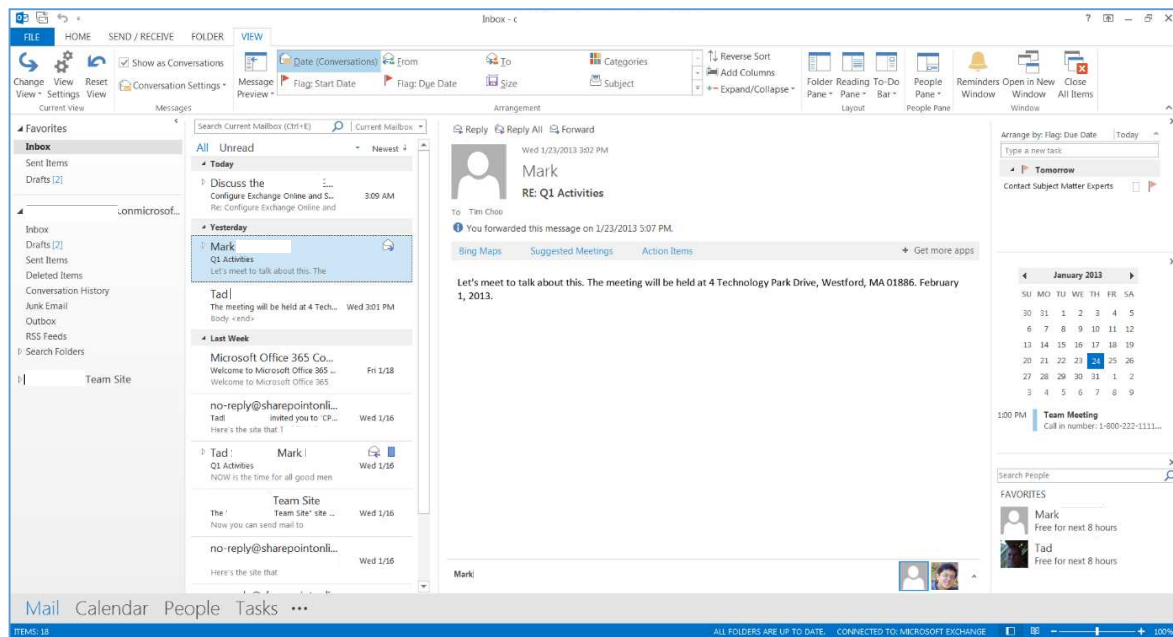 Inbox - c
FILE HOME SEND / RECEIVE FOLDER VIEW
Change View
View Settings
Reset View
Current View
Show as Conversations
Conversation Settings
Messages
Message Preview
Date (Conversations) From To Categories
Flag: Start Date Flag: Due Date Size Subject
Reverse Sort
Add Columns
Expand/Collapse
Arrangement
Folder Pane
Reading Pane
To-Do Bar
Layout
People Pane
People Pane
Reminders Window
Open in New Window
Close All Items
Window
Favorites
Inbox
Sent Items
Drafts [2]
.onmicrosof...
Inbox
Drafts [2]
Sent Items
Deleted Items
Conversation History
Junk Email
Outbox
RSS Feeds
Search Folders
Team Site
Search Current Mailbox (Ctrl+E) Current Mailbox
All Unread Newest
Today
Discuss the ...
Configure Exchange Online and S... 3:09 AM
Re: Configure Exchange Online and
Yesterday
Mark
Q1 Activities
Let's meet to talk about this. The
Tad
The meeting will be held at 4 Tech... Wed 3:01 PM
Body <end>
Last Week
Microsoft Office 365 Co...
Welcome to Microsoft Office 365 ... Fri 1/18
Welcome to Microsoft Office 365
no-reply@sharepointonli...
Tad invited you to 'CP... Wed 1/16
Here's the site that
Tad Mark
Q1 Activities Wed 1/16
NOW is the time for all good men
Team Site
The ' Team Site' site ... Wed 1/16
Now you can send mail to
no-reply@sharepointonli...
Wed 1/16
Here's the site that
Reply Reply All Forward
Wed 1/23/2013 3:02 PM
Mark
RE: Q1 Activities
To Tim Choo
You forwarded this message on 1/23/2013 5:07 PM.
Bing Maps Suggested Meetings Action Items + Get more apps
Let's meet to talk about this. The meeting will be held at 4 Technology Park Drive, Westford, MA 01886. February
1, 2013.
Mark
Arrange by: Flag: Due Date Today
Type a new task
Tomorrow
Contact Subject Matter Experts
January 2013
SU MO TU WE TH FR SA
30 31 1 2 3 4 5
6 7 8 9 10 11 12
13 14 15 16 17 18 19
20 21 22 23 24 25 26
27 28 29 30 31 1 2
3 4 5 6 7 8 9
1:00 PM Team Meeting
Call in number: 1-800-222-1111...
Search People
FAVORITES
Mark
Free for next 8 hours
Tad
Free for next 8 hours
Mail Calendar People Tasks •••
ITEMS: 18 ALL FOLDERS ARE UP TO DATE. CONNECTED TO: MICROSOFT EXCHANGE 100%